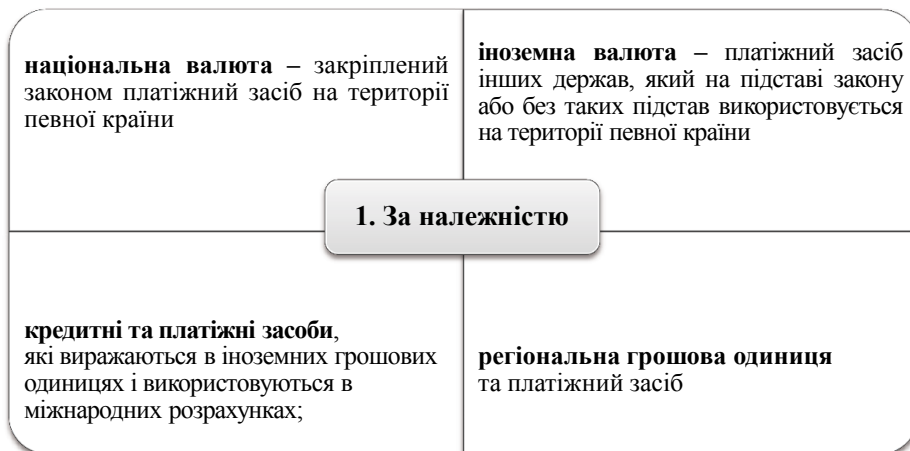 національна валюта – закріплений
законом платіжний засіб на території
певної країни
іноземна валюта – платіжний засіб
інших держав, який на підставі закону
або без таких підстав використовується
на території певної країни
1. За належністю
кредитні та платіжні засоби,
які виражаються в іноземних грошових
одиницях і використовуються в
міжнародних розрахунках;
регіональна грошова одиниця
та платіжний засіб